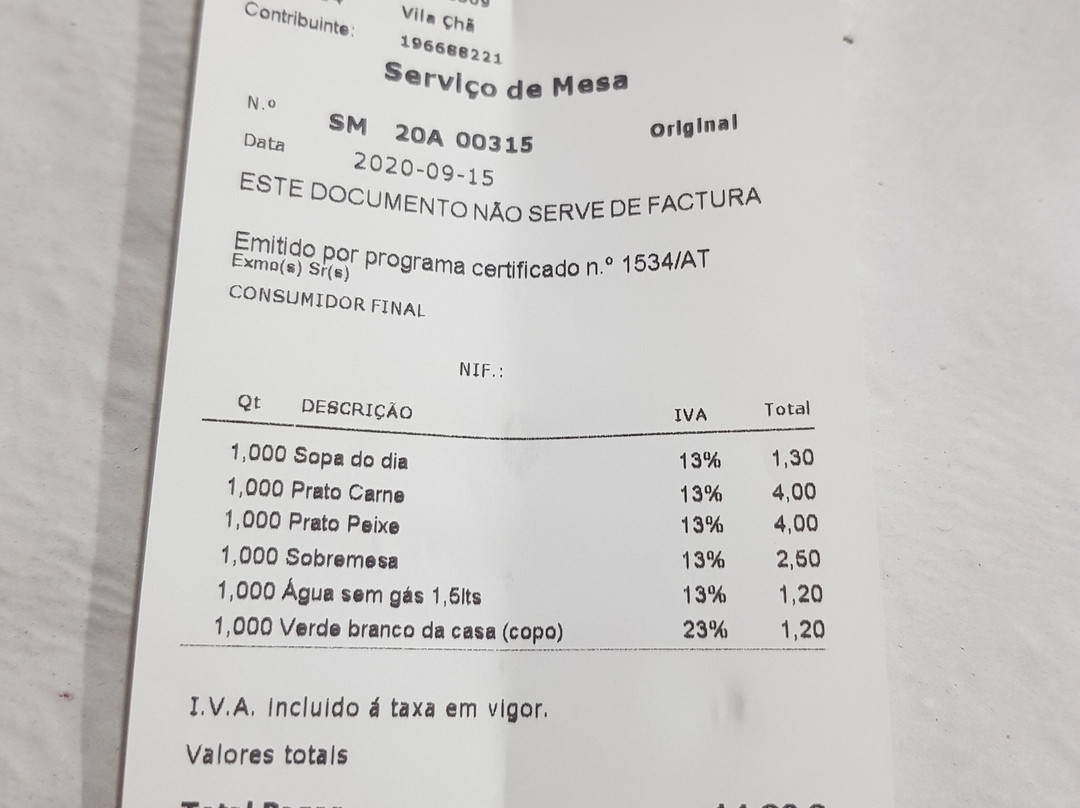 Vila Chã
Contribuinte: 196688221
Serviço de Mesa
N.º SM 20A 00315 Original
Data 2020-09-15
ESTE DOCUMENTO NÃO SERVE DE FACTURA
Emitido por programa certificado n.º 1534/AT
Exmo(s) Sr(s)
CONSUMIDOR FINAL
NIF.:
Qt DESCRIÇÃO IVA Total
1,000 Sopa do dia 13% 1,30
1,000 Prato Carne 13% 4,00
1,000 Prato Peixe 13% 4,00
1,000 Sobremesa 13% 2,50
1,000 Água sem gás 1,5lts 13% 1,20
1,000 Verde branco da casa (copo) 23% 1,20
I.V.A. incluido á taxa em vigor.
Valores totais